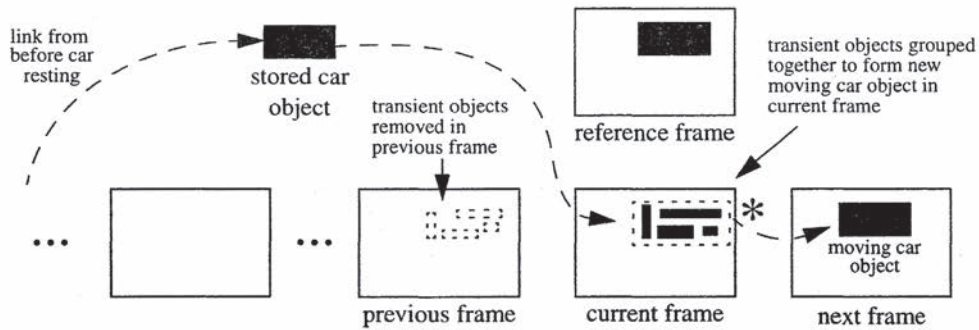 link from
before car
resting
stored car
object
transient objects
removed in
previous frame
reference frame
transient objects grouped
together to form new
moving car object in
current frame
•••
•••
*
moving car
object
previous frame
current frame
next frame